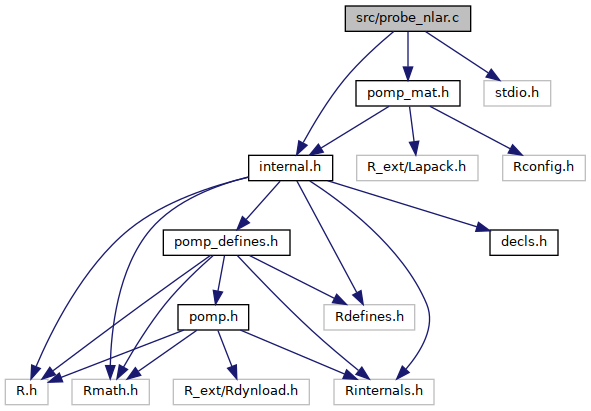 src/probe_nlar.c
pomp_mat.h
stdio.h
internal.h
R_ext/Lapack.h
Rconfig.h
pomp_defines.h
decls.h
pomp.h
Rdefines.h
R.h
Rmath.h
R_ext/Rdynload.h
Rinternals.h